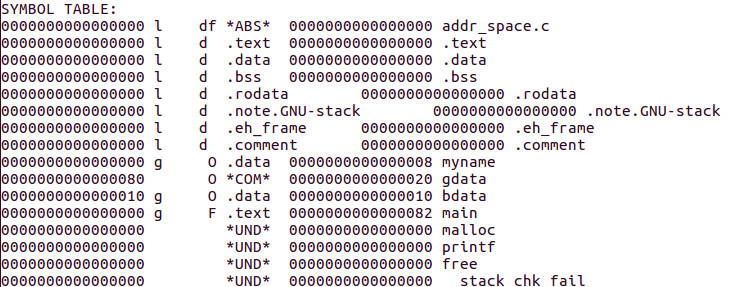 SYMBOL TABLE:
0000000000000000 l    df *ABS*  0000000000000000 addr_space.c
0000000000000000 l    d  .text  0000000000000000 .text
0000000000000000 l    d  .data  0000000000000000 .data
0000000000000000 l    d  .bss   0000000000000000 .bss
0000000000000000 l    d  .rodata        0000000000000000 .rodata
0000000000000000 l    d  .note.GNU-stack        0000000000000000 .note.GNU-stack
0000000000000000 l    d  .eh_frame      0000000000000000 .eh_frame
0000000000000000 l    d  .comment       0000000000000000 .comment
0000000000000000 g     O .data  0000000000000008 myname
0000000000000080       O *COM*  0000000000000020 gdata
0000000000000010 g     O .data  0000000000000010 bdata
0000000000000000 g     F .text  0000000000000082 main
0000000000000000         *UND*  0000000000000000 malloc
0000000000000000         *UND*  0000000000000000 printf
0000000000000000         *UND*  0000000000000000 free
0000000000000000         *UND*  0000000000000000   stack chk fail